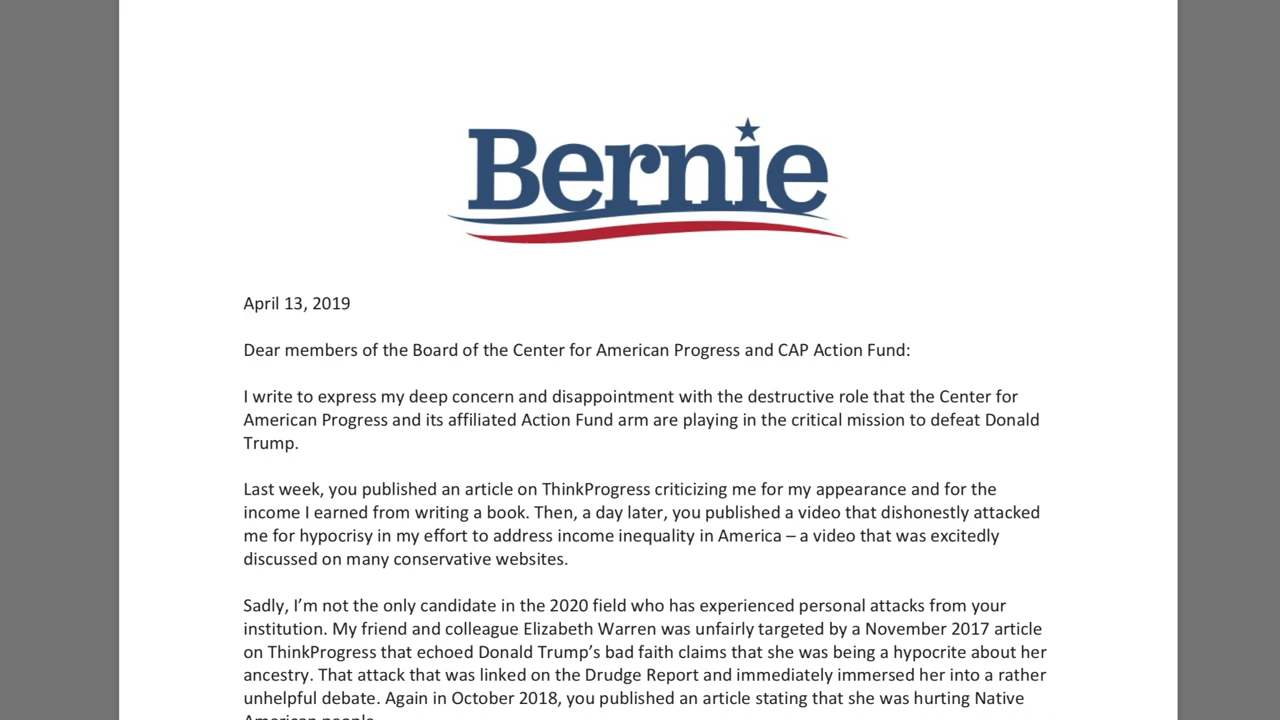 Bernie
April 13, 2019
Dear members of the Board of the Center for American Progress and CAP Action Fund:
I write to express my deep concern and disappointment with the destructive role that the Center for
American Progress and its affiliated Action Fund arm are playing in the critical mission to defeat Donald
Trump.
Last week, you published an article on ThinkProgress criticizing me for my appearance and for the
income I earned from writing a book. Then, a day later, you published a video that dishonestly attacked
me for hypocrisy in my effort to address income inequality in America – a video that was excitedly
discussed on many conservative websites.
Sadly, I’m not the only candidate in the 2020 field who has experienced personal attacks from your
institution. My friend and colleague Elizabeth Warren was unfairly targeted by a November 2017 article
on ThinkProgress that echoed Donald Trump’s bad faith claims that she was being a hypocrite about her
ancestry. That attack that was linked on the Drudge Report and immediately immersed her into a rather
unhelpful debate. Again in October 2018, you published an article stating that she was hurting Native
American people.